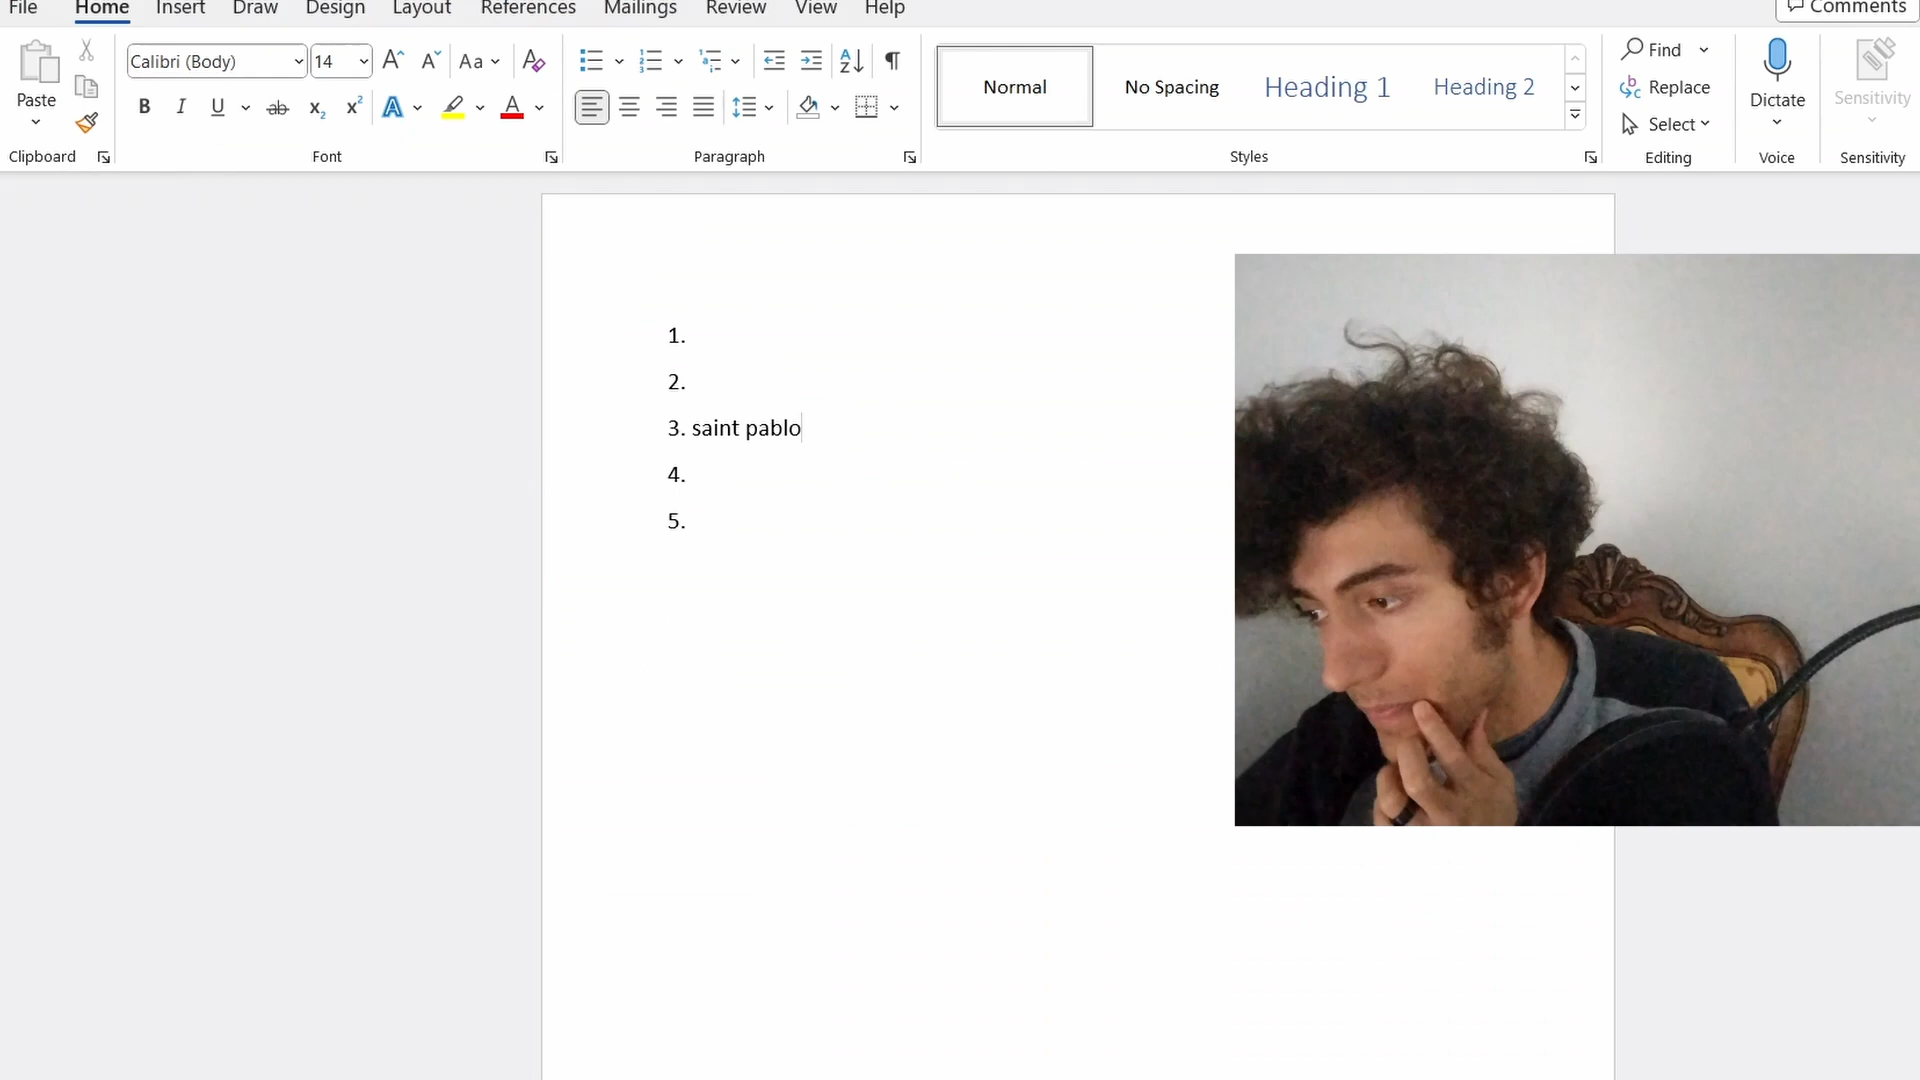 File Home Insert Draw Design Layout References Mailings Review View Help Comments
Paste Calibri (Body) 14 Aa Normal No Spacing Heading 1 Heading 2 Find Replace Select Dictate Sensitivity
Clipboard Font Paragraph Styles Editing Voice Sensitivity
1.
2.
3. saint pablo
4.
5.